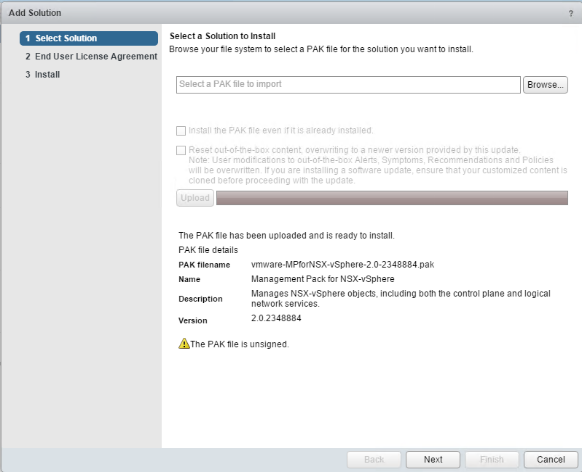 Add Solution
?
1 Select Solution
2 End User License Agreement
3 Install
Select a Solution to Install
Browse your file system to select a PAK file for the solution you want to install.
Select a PAK file to import
Browse...
Install the PAK file even if it is already installed.
Reset out-of-the-box content, overwriting to a newer version provided by this update.
Note: User modifications to out-of-the-box Alerts, Symptoms, Recommendations and Policies
will be overwritten. If you are installing a software update, ensure that your customized content is
cloned before proceeding with the update.
Upload
The PAK file has been uploaded and is ready to install.
PAK file details
PAK filename vmware-MPforNSX-vSphere-2.0-2348884.pak
Name Management Pack for NSX-vSphere
Description Manages NSX-vSphere objects, including both the control plane and logical
network services.
Version 2.0.2348884
The PAK file is unsigned.
Back Next Finish Cancel